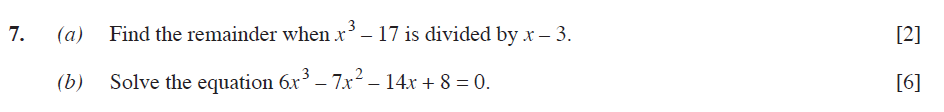 7. (a) Find the remainder when x³ – 17 is divided by x – 3. [2]
(b) Solve the equation 6x³ – 7x² – 14x + 8 = 0. [6]